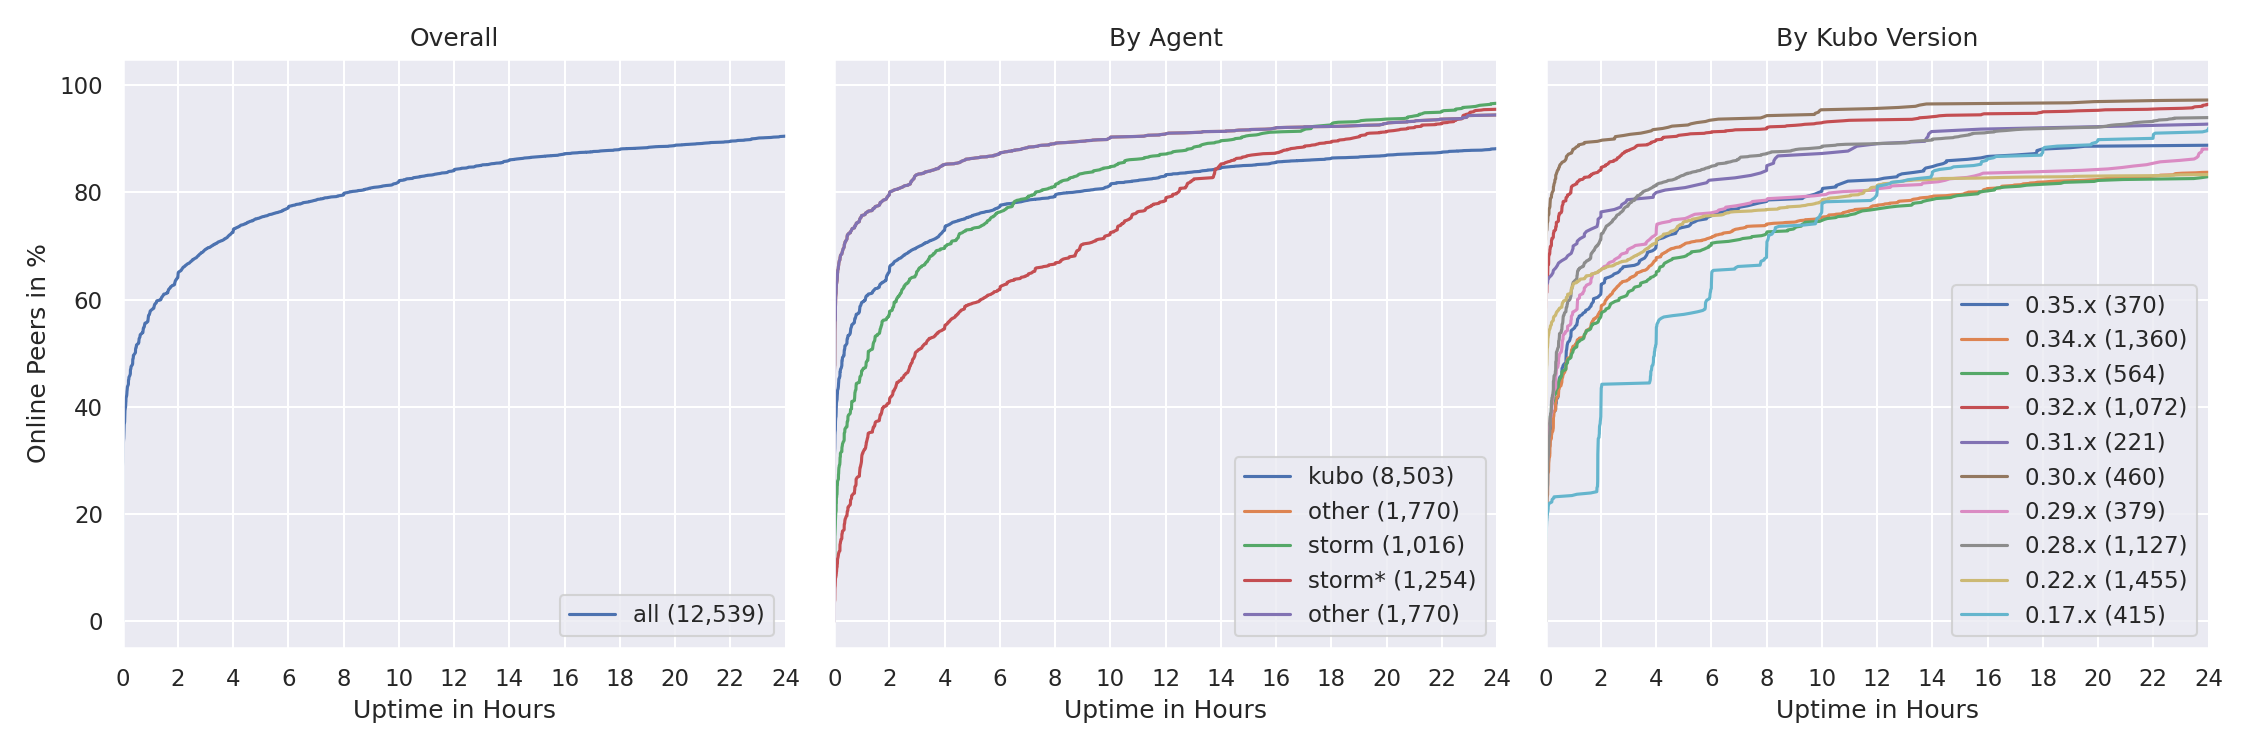 Overall
By Agent
By Kubo Version
Online Peers in %
100
80
60
40
20
0
all (12,539)
0 2 4 6 8 10 12 14 16 18 20 22 24
Uptime in Hours
kubo (8,503)
other (1,770)
storm (1,016)
storm* (1,254)
other (1,770)
0 2 4 6 8 10 12 14 16 18 20 22 24
Uptime in Hours
0.35.x (370)
0.34.x (1,360)
0.33.x (564)
0.32.x (1,072)
0.31.x (221)
0.30.x (460)
0.29.x (379)
0.28.x (1,127)
0.22.x (1,455)
0.17.x (415)
0 2 4 6 8 10 12 14 16 18 20 22 24
Uptime in Hours